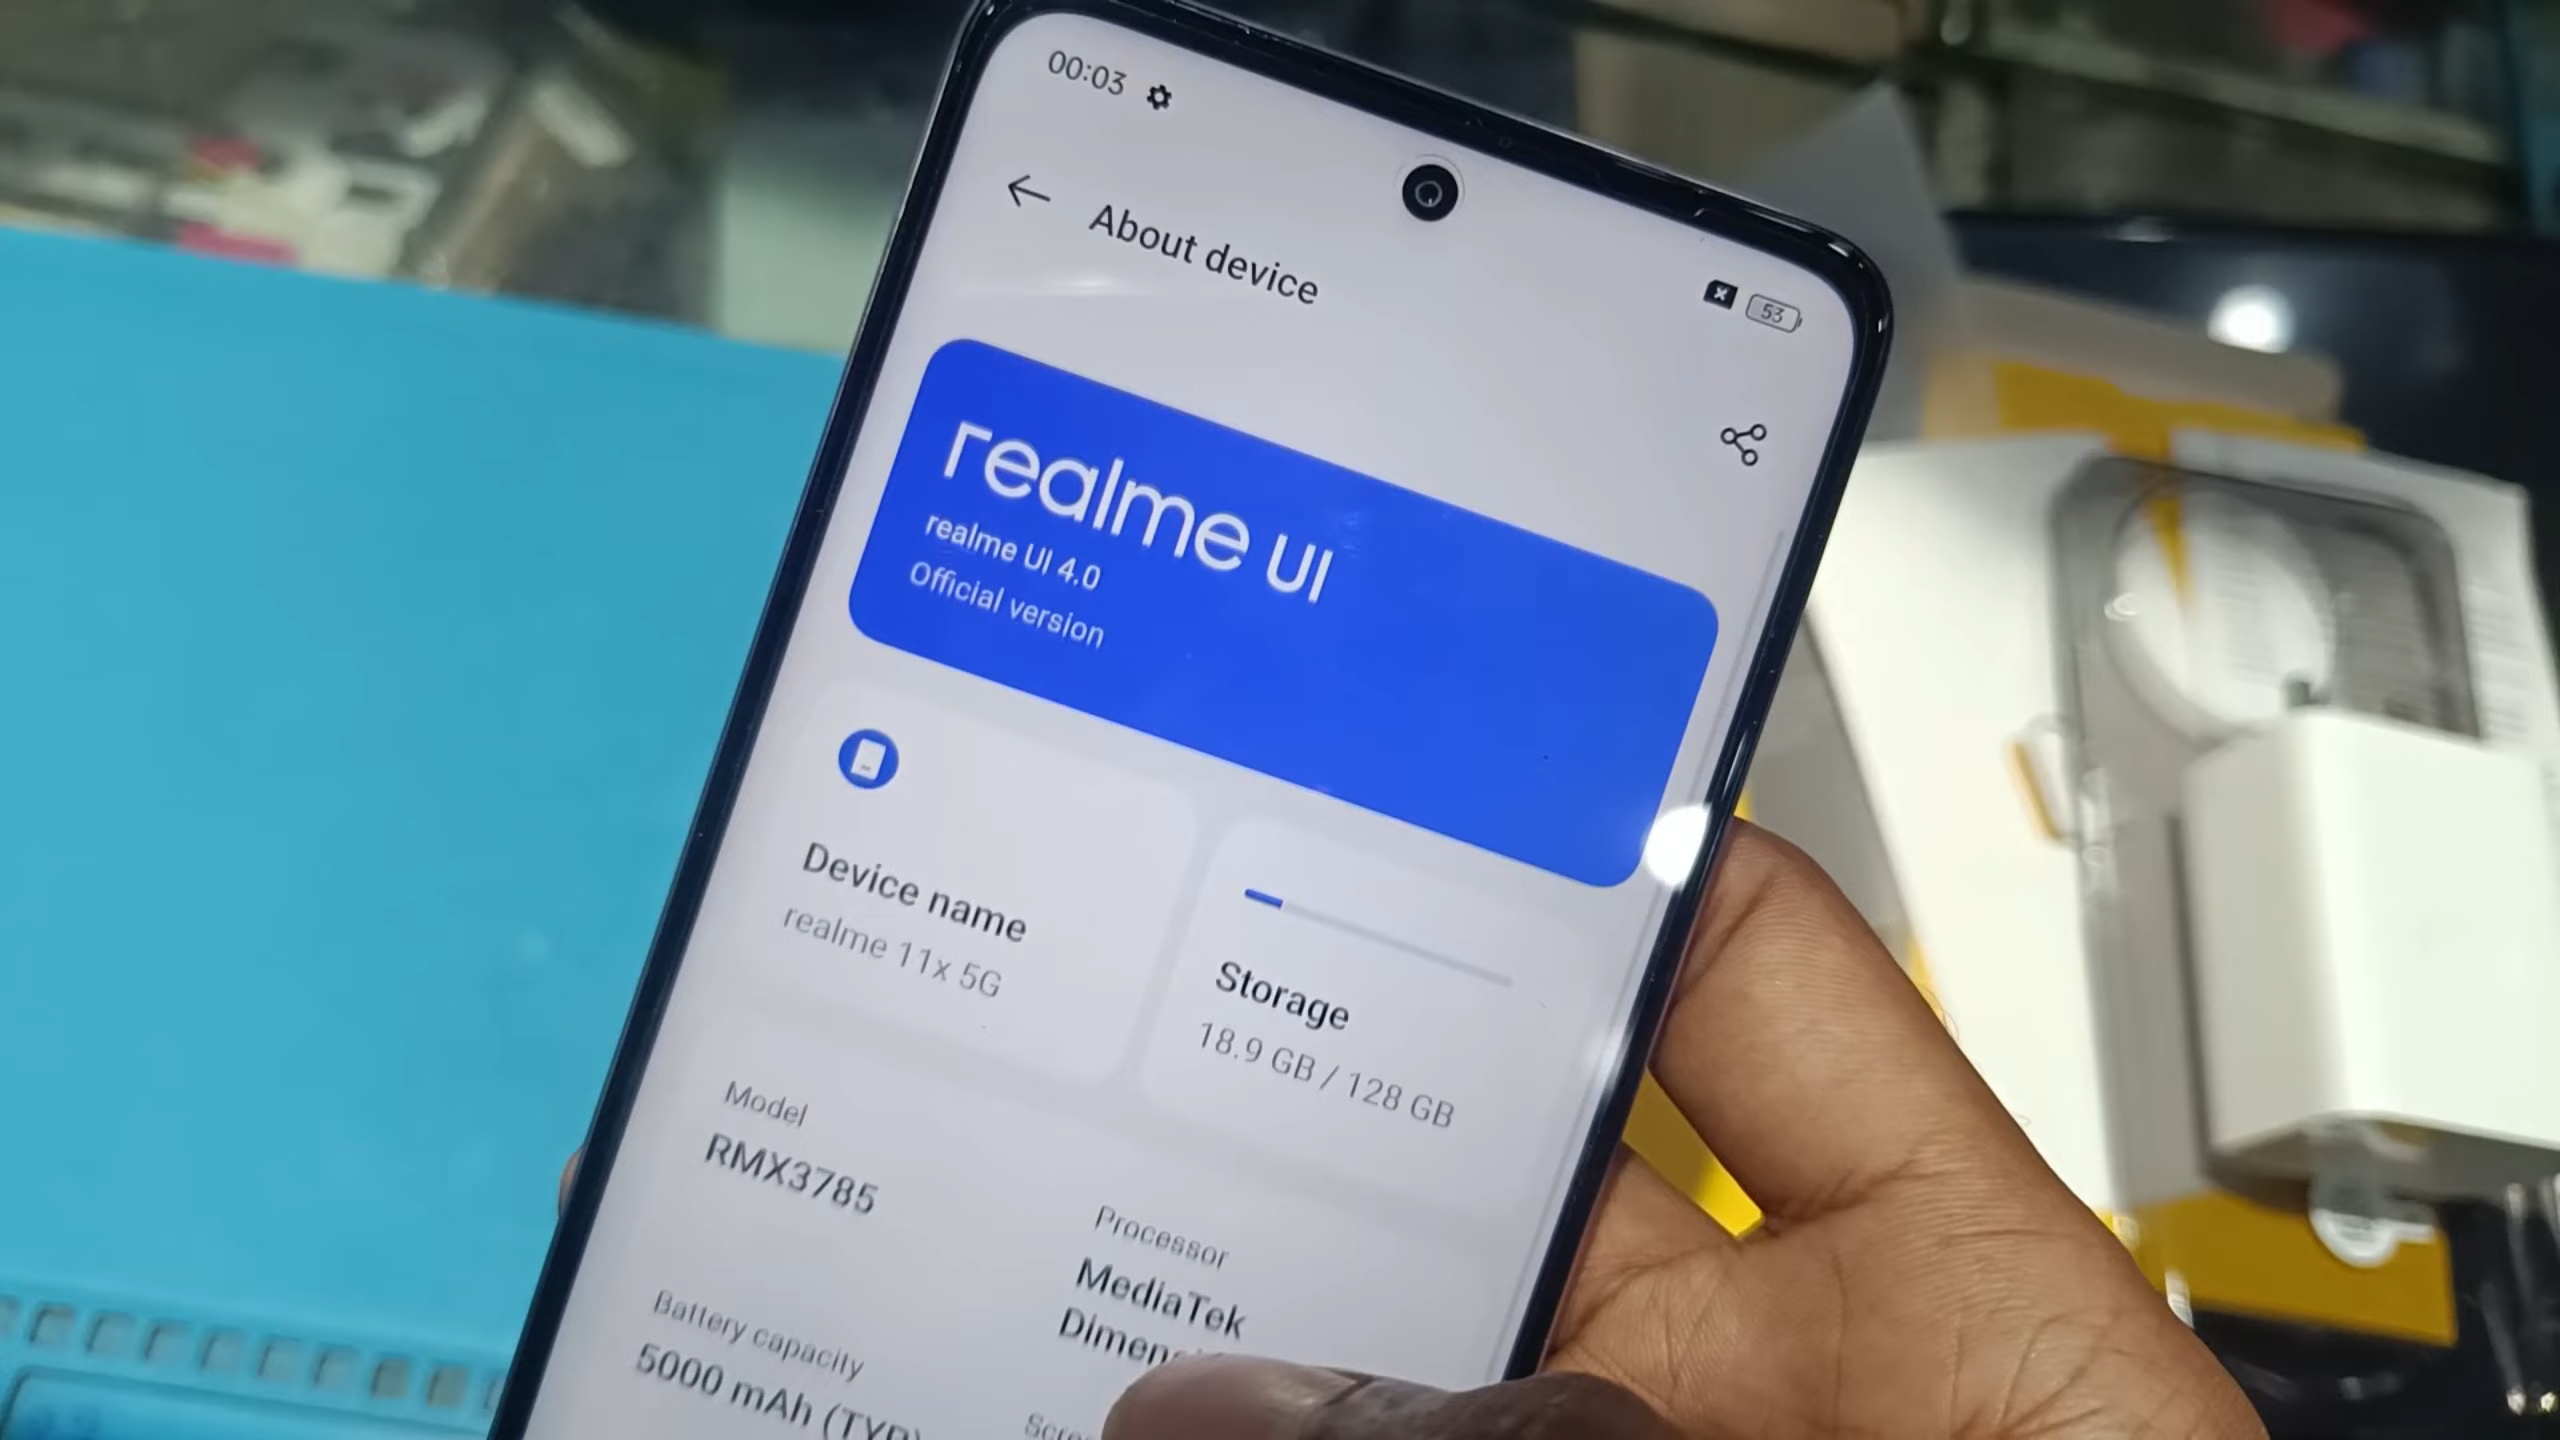 00:03
53
About device
realme UI
realme UI 4.0
Official version
Device name
realme 11x 5G
Storage
18.9 GB / 128 GB
Model
RMX3785
Processor
MediaTek
Battery capacity
5000 mAh (TYP)